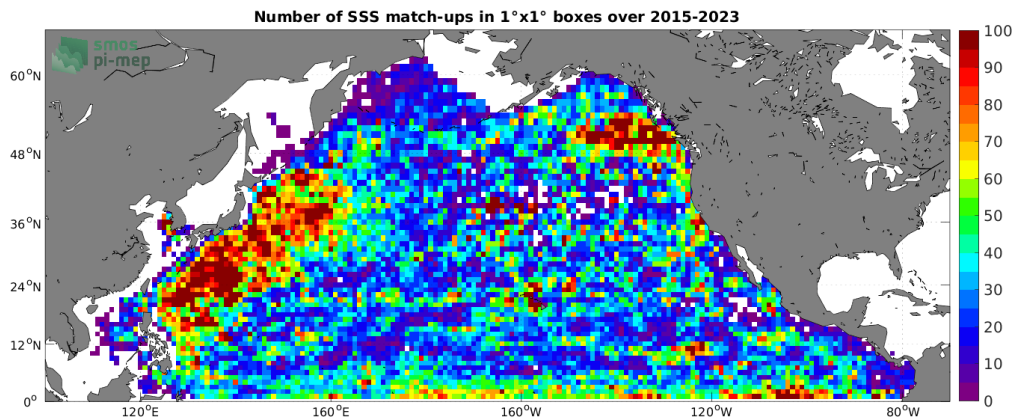 Number of SSS match-ups in 1°x1° boxes over 2015-2023
smos
pi-mep
60°N
48°N
36°N
24°N
12°N
0°
120°E
160°E
160°W
120°W
80°W
100
90
80
70
60
50
40
30
20
10
0